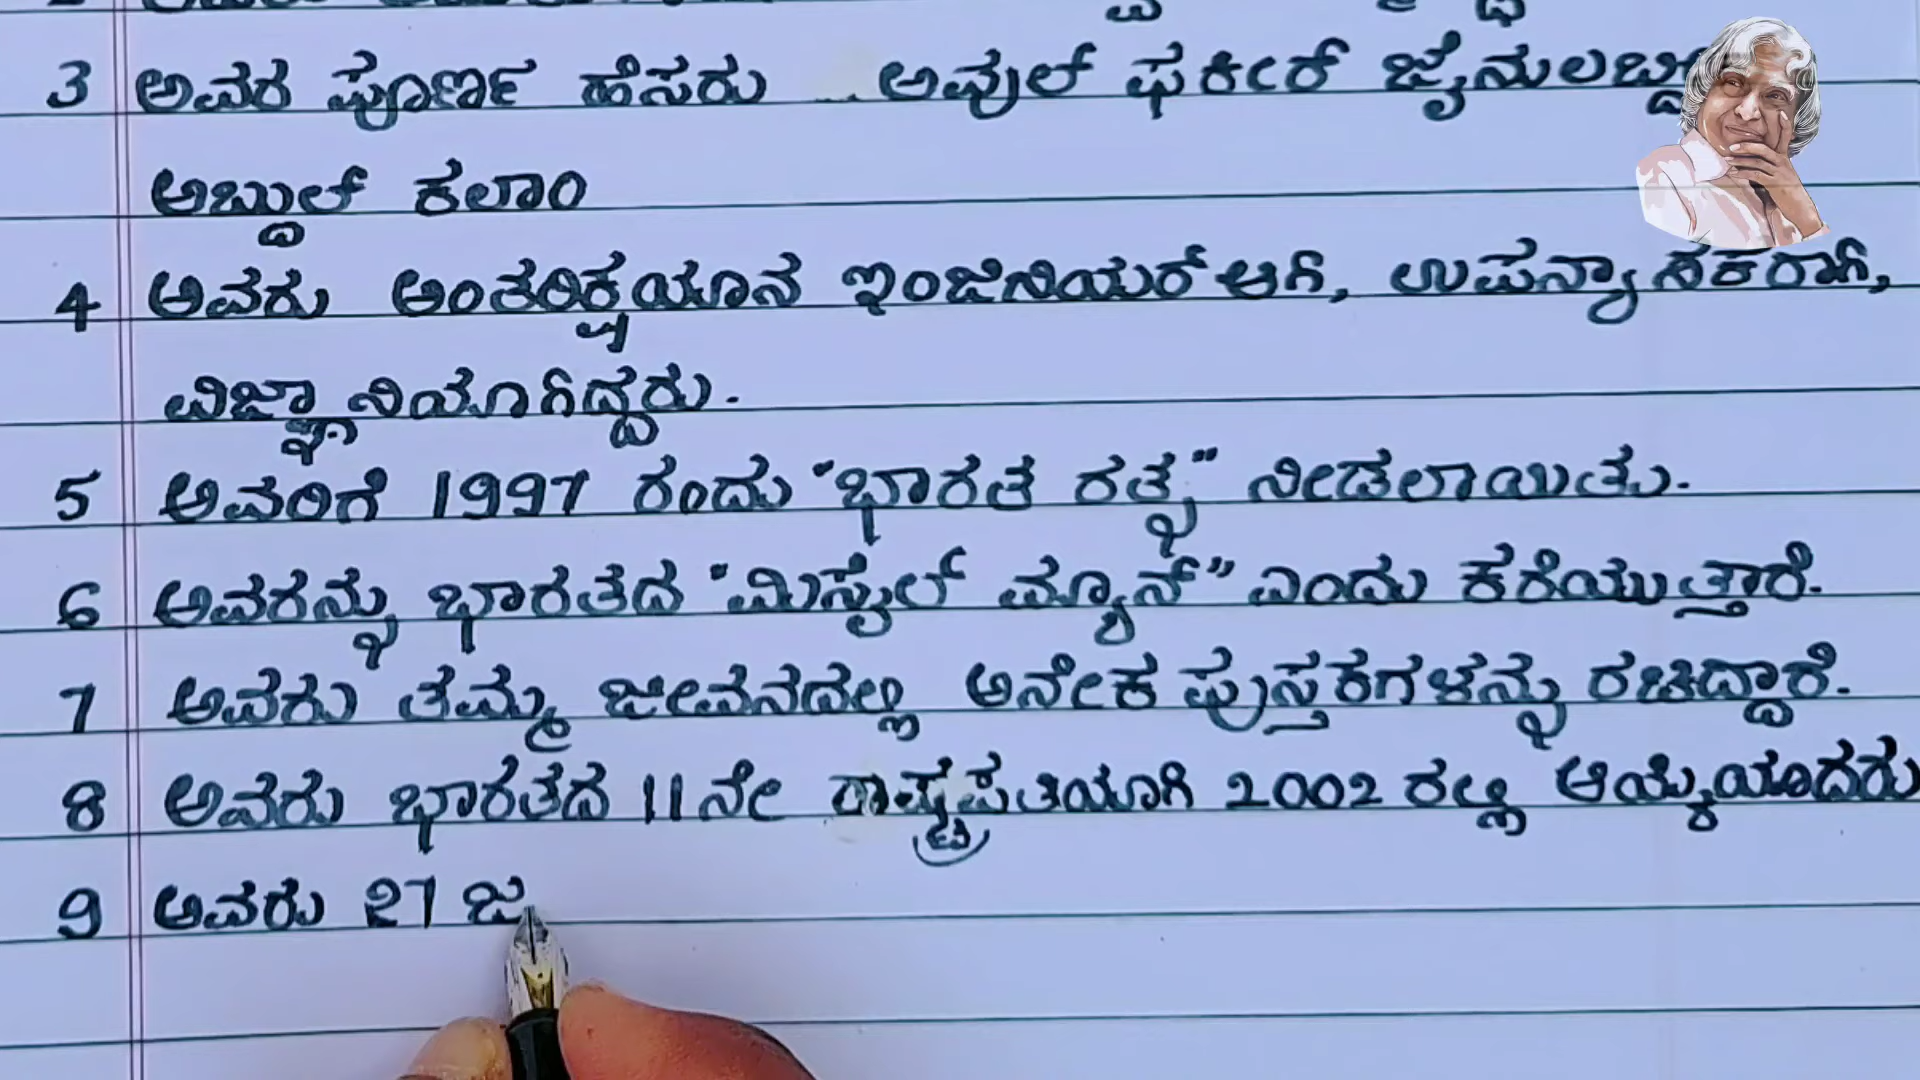 3 ಅವರ ಪೂರ್ಣ ಹೆಸರು ಅವುಲ್ ಫಕೀರ್ ಜೈನುಲಬ್ದೀ
ಅಬ್ದುಲ್ ಕಲಾಂ
4 ಅವರು ಅಂತರಿಕ್ಷಯಾನ ಇಂಜಿನಿಯರ್ ಆಗಿ, ಉಪನ್ಯಾಸಕರಾಗಿ,
ವಿಜ್ಞಾನಿಯಾಗಿದ್ದರು.
5 ಅವರಿಗೆ 1997 ರಂದು "ಭಾರತ ರತ್ನ" ನೀಡಲಾಯಿತು.
6 ಅವರನ್ನು ಭಾರತದ "ಮಿಸೈಲ್ ಮ್ಯಾನ್" ಎಂದು ಕರೆಯುತ್ತಾರೆ.
7 ಅವರು ತಮ್ಮ ಜೀವನದಲ್ಲಿ ಅನೇಕ ಪುಸ್ತಕಗಳನ್ನು ರಚಿದ್ದಾರೆ.
8 ಅವರು ಭಾರತದ 11ನೇ ರಾಷ್ಟ್ರಪತಿಯಾಗಿ 2002 ರಲ್ಲಿ ಆಯ್ಕೆಯಾದರು
9 ಅವರು 27 ಜ